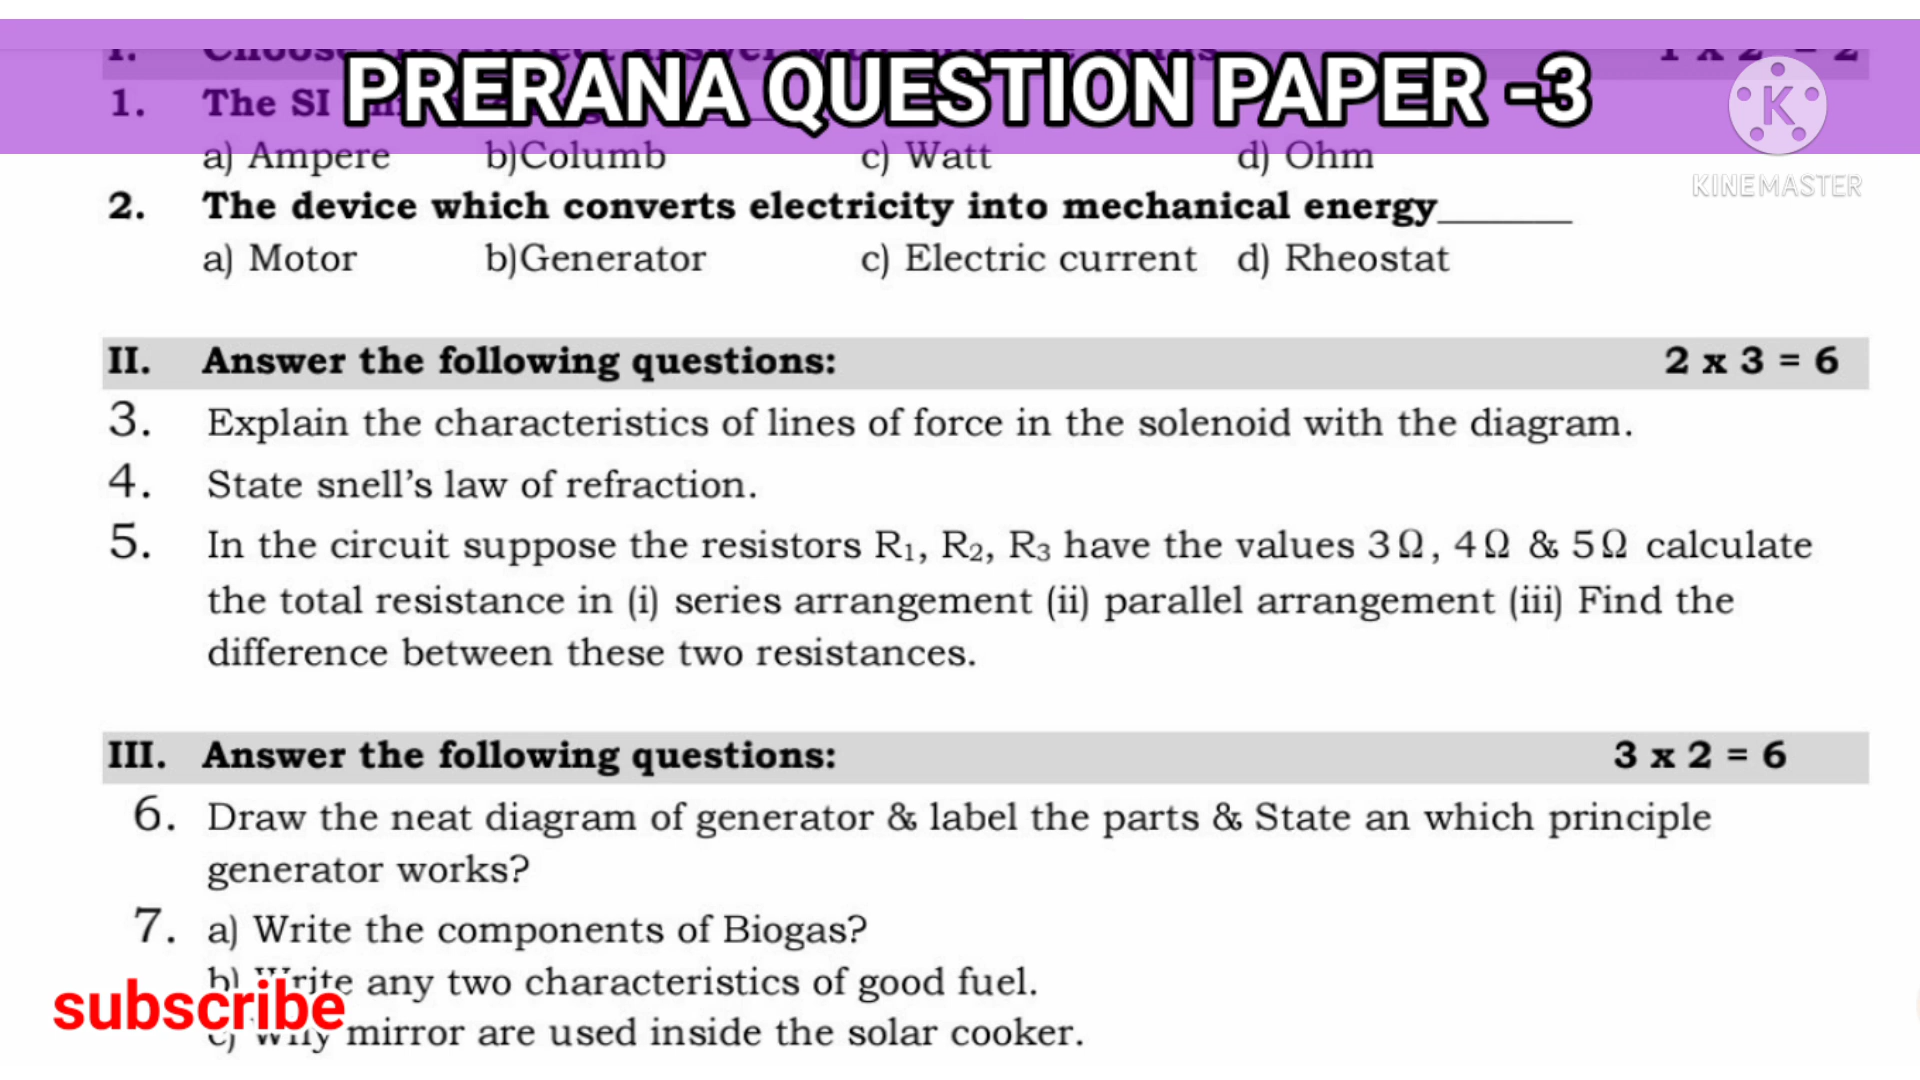 PRERANA QUESTION PAPER -3
K
KINEMASTER
1. The SI
a) Ampere b)Columb c) Watt d) Ohm
2. The device which converts electricity into mechanical energy_______
a) Motor b)Generator c) Electric current d) Rheostat
II. Answer the following questions: 2 x 3 = 6
3. Explain the characteristics of lines of force in the solenoid with the diagram.
4. State snell’s law of refraction.
5. In the circuit suppose the resistors R₁, R₂, R₃ have the values 3Ω, 4Ω & 5Ω calculate
the total resistance in (i) series arrangement (ii) parallel arrangement (iii) Find the
difference between these two resistances.
III. Answer the following questions: 3 x 2 = 6
6. Draw the neat diagram of generator & label the parts & State an which principle
generator works?
7. a) Write the components of Biogas?
b) Write any two characteristics of good fuel.
subscribe
c) Why mirror are used inside the solar cooker.